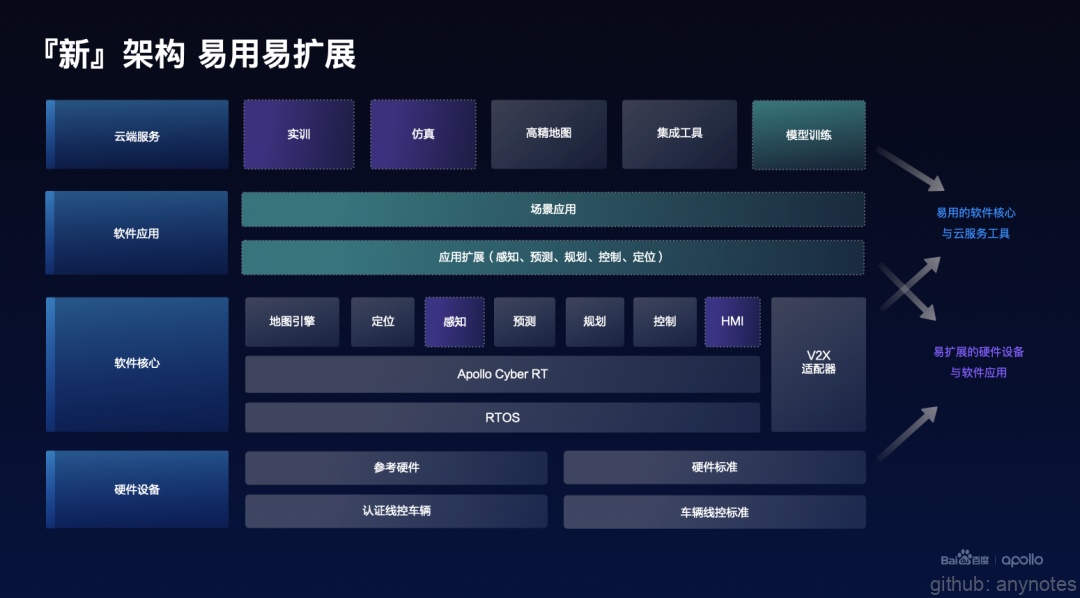 『新』架构 易用易扩展
云端服务
实训
仿真
高精地图
集成工具
模型训练
软件应用
场景应用
应用扩展（感知、预测、规划、控制、定位）
易用的软件核心
与云服务工具
软件核心
地图引擎
定位
感知
预测
规划
控制
HMI
V2X
适配器
Apollo Cyber RT
RTOS
易扩展的硬件设备
与软件应用
硬件设备
参考硬件
硬件标准
认证线控车辆
车辆线控标准
Bai百度 | apollo
github: anynotes